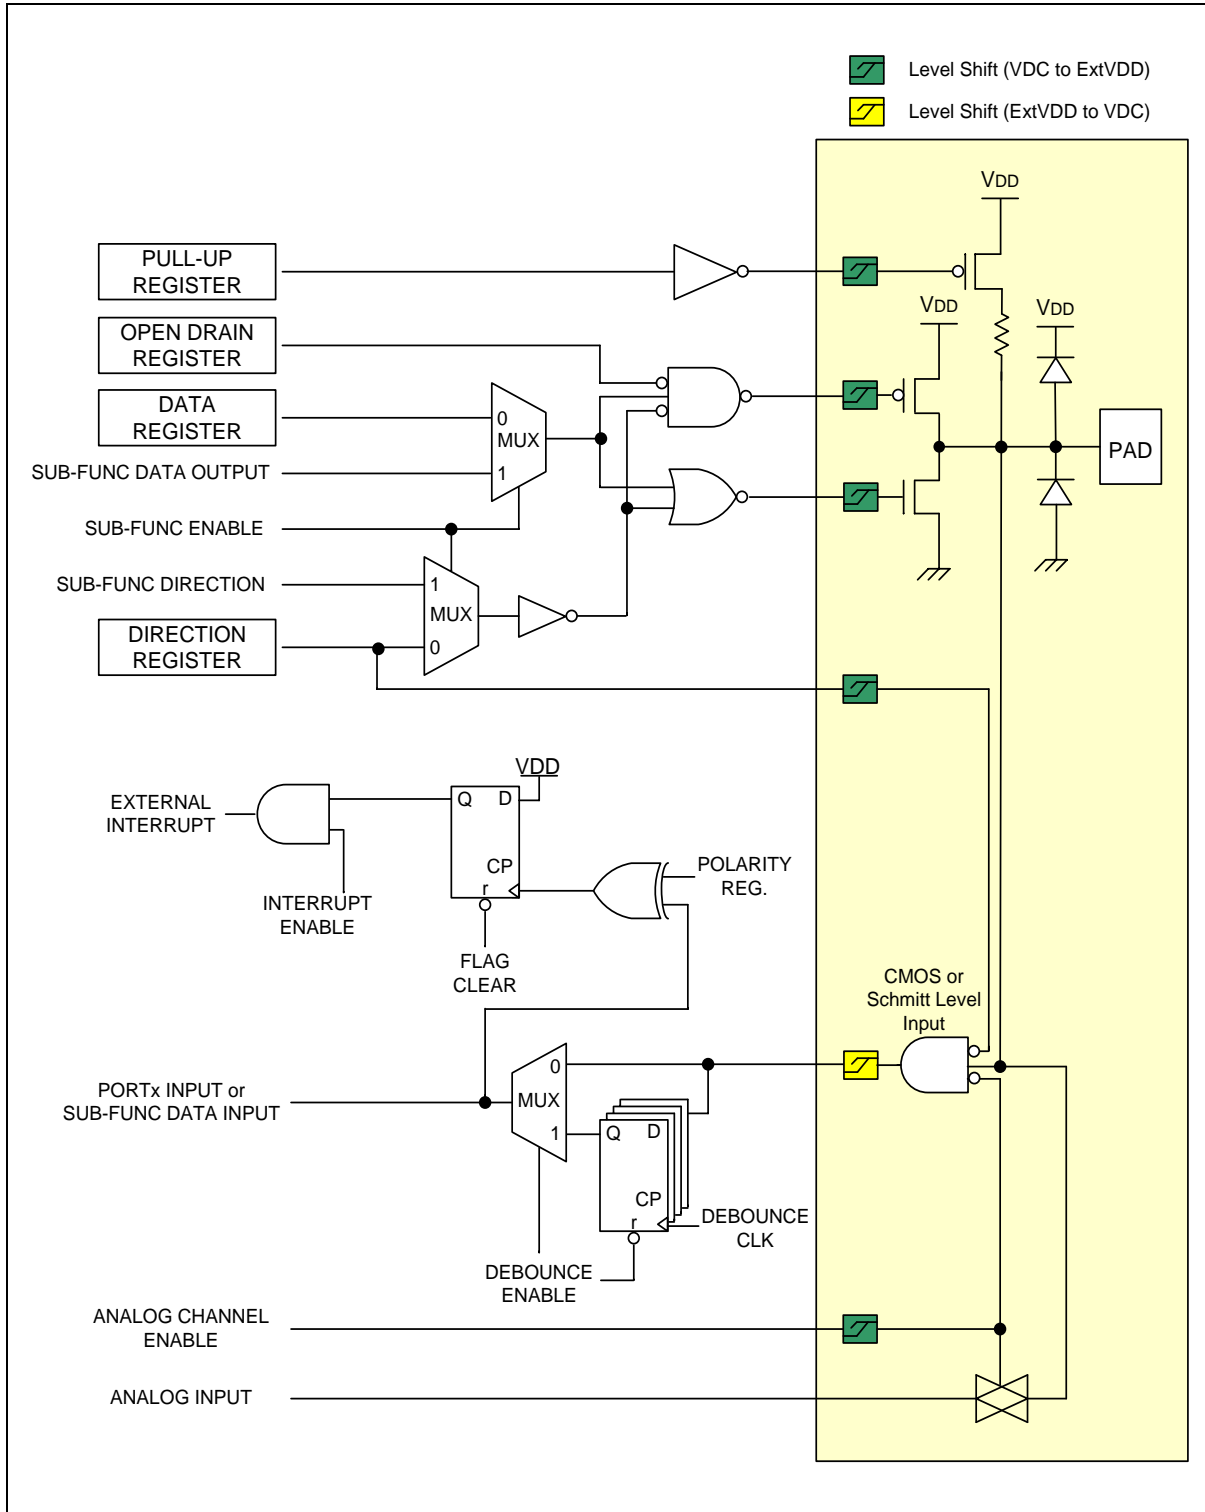 Level Shift (VDC to ExtVDD)
Level Shift (ExtVDD to VDC)
VDD
PULL-UP
REGISTER
VDD
VDD
OPEN DRAIN
REGISTER
DATA
REGISTER
0
MUX
1
PAD
SUB-FUNC DATA OUTPUT
SUB-FUNC ENABLE
SUB-FUNC DIRECTION
1
MUX
0
DIRECTION
REGISTER
VDD
EXTERNAL
INTERRUPT
Q D
CP
r
POLARITY
REG.
INTERRUPT
ENABLE
FLAG
CLEAR
CMOS or
Schmitt Level
Input
0
MUX
1
PORTx INPUT or
SUB-FUNC DATA INPUT
Q D
CP
r
DEBOUNCE
CLK
DEBOUNCE
ENABLE
ANALOG CHANNEL
ENABLE
ANALOG INPUT